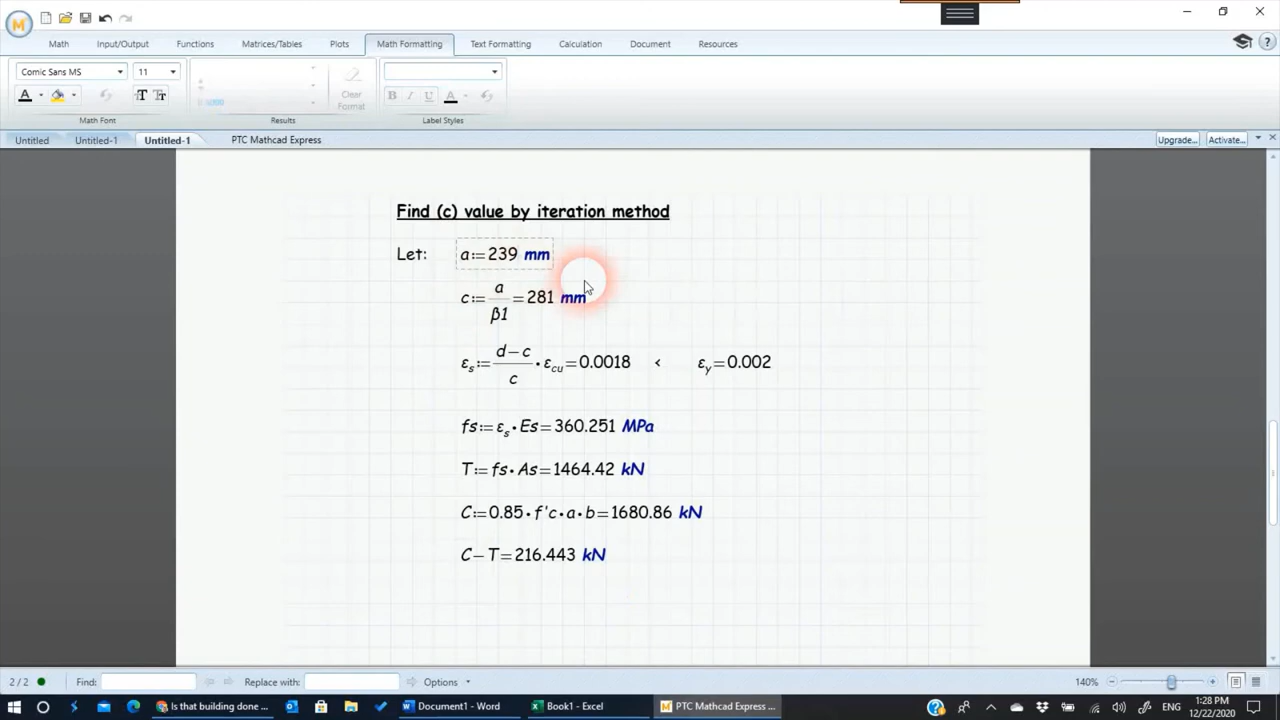 Math Input/Output Functions Matrices/Tables Plots Math Formatting Text Formatting Calculation Document Resources
Comic Sans MS 11
Clear
Format
Math Font Results Label Styles
Untitled Untitled-1 Untitled-1 PTC Mathcad Express Upgrade... Activate...
Find (c) value by iteration method
Let: a:=239 mm
c:=a/β1=281 mm
εs:=(d-c)/c·εcu=0.0018 < εy=0.002
fs:=εs·Es=360.251 MPa
T:=fs·As=1464.42 kN
C:=0.85·f'c·a·b=1680.86 kN
C-T=216.443 kN
2/2 Find: Replace with: Options 140%
Is that building done ... Document1 - Word Book1 - Excel PTC Mathcad Express ... ENG 1:28 PM
12/22/2020